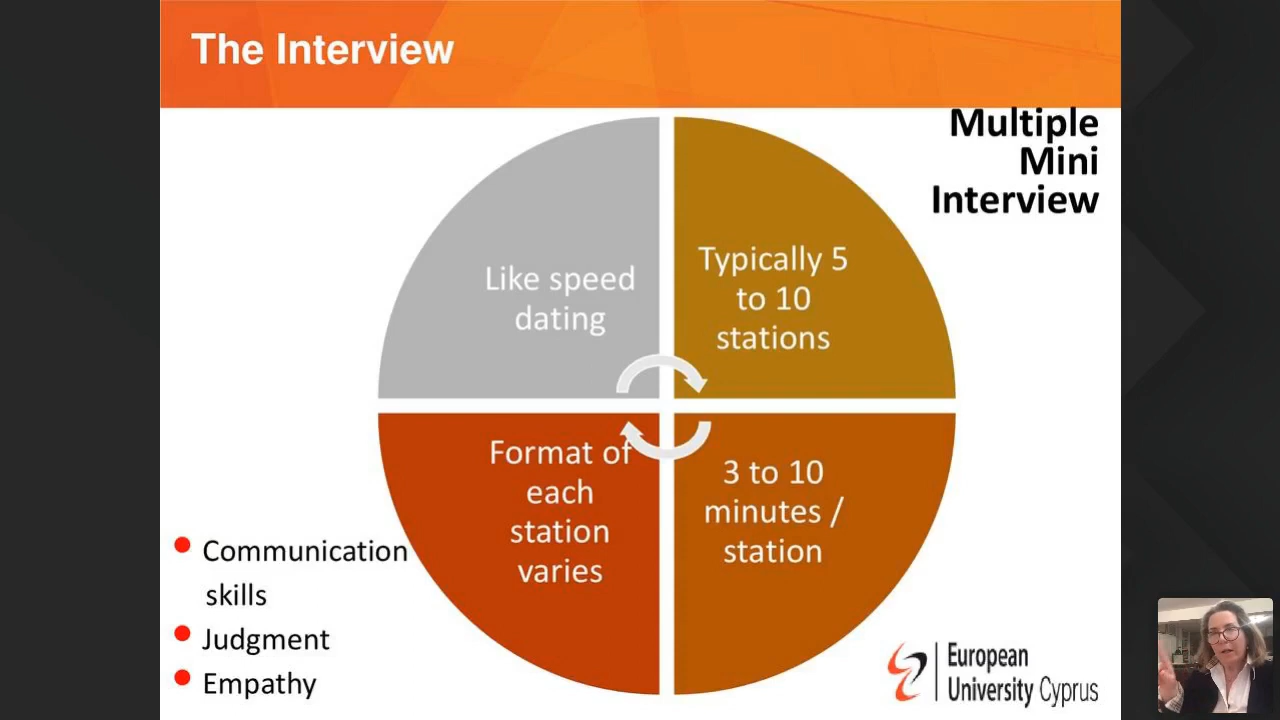 The Interview
Multiple
Mini
Interview
Like speed
dating
Typically 5
to 10
stations
Format of
each
station
varies
3 to 10
minutes /
station
Communication
skills
Judgment
Empathy
European
University Cyprus